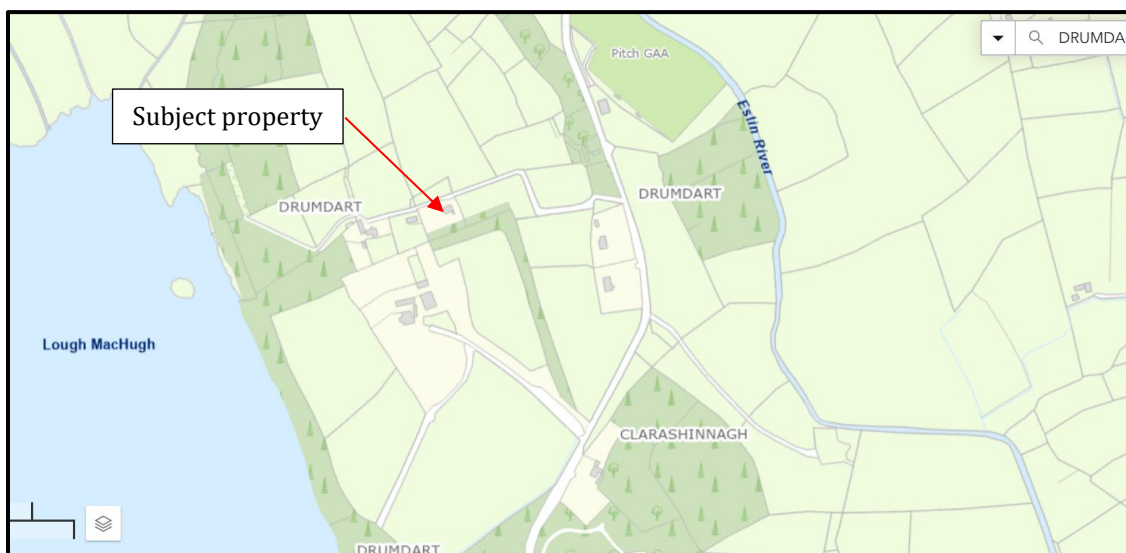 DRUMDA
Pitch GAA
Subject property
Eslin River
DRUMDART
DRUMDART
Lough MacHugh
CLARASHINNAGH
DRUMDART